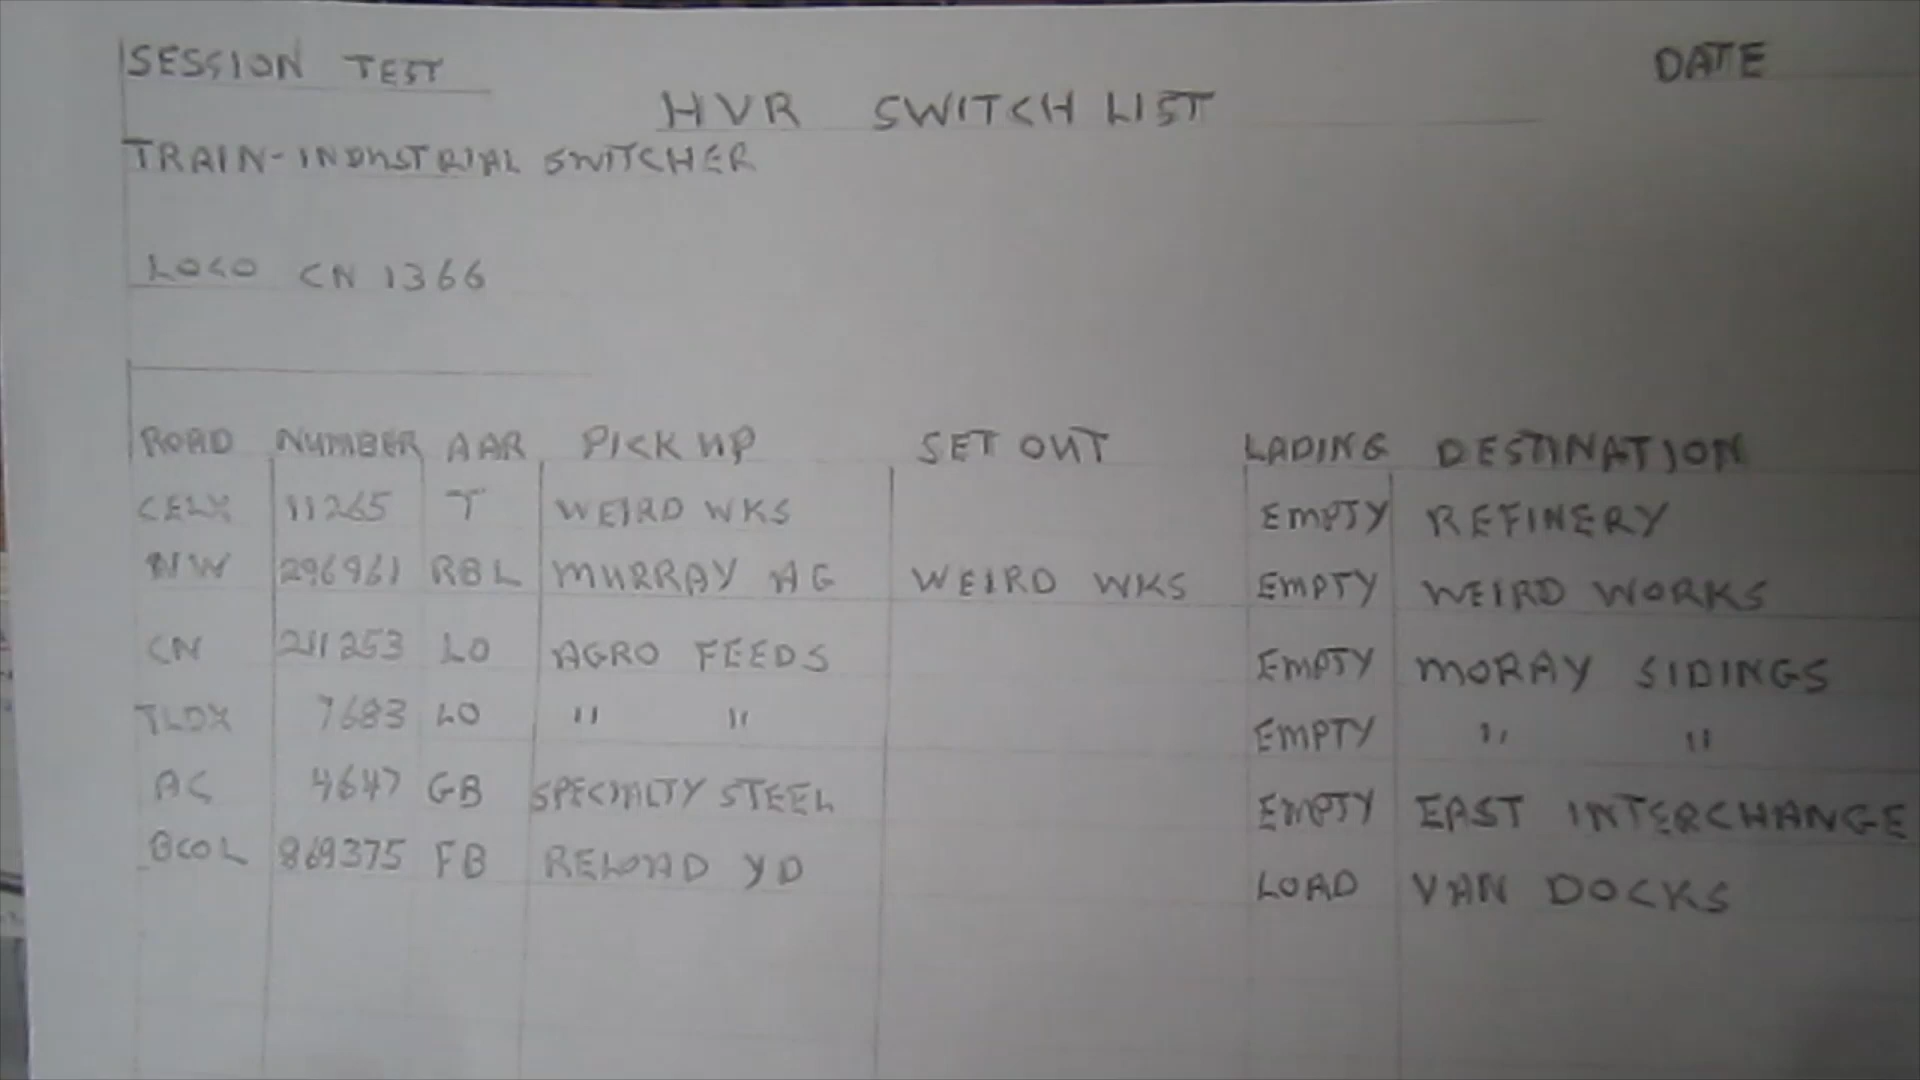 SESSION TEST
DATE
HVR SWITCH LIST
TRAIN-INDUSTRIAL SWITCHER
LOCO CN 1366
ROAD NUMBER AAR PICK UP SET OUT LADING DESTINATION
CELX 11265 T WEIRD WKS EMPTY REFINERY
NW 296961 RBL MURRAY AG WEIRD WKS EMPTY WEIRD WORKS
CN 211253 LO AGRO FEEDS EMPTY MORAY SIDINGS
TLDX 7683 LO " " EMPTY " "
AC 4647 GB SPECIALTY STEEL EMPTY EAST INTERCHANGE
BCOL 869375 FB RELOAD YD LOAD VAN DOCKS